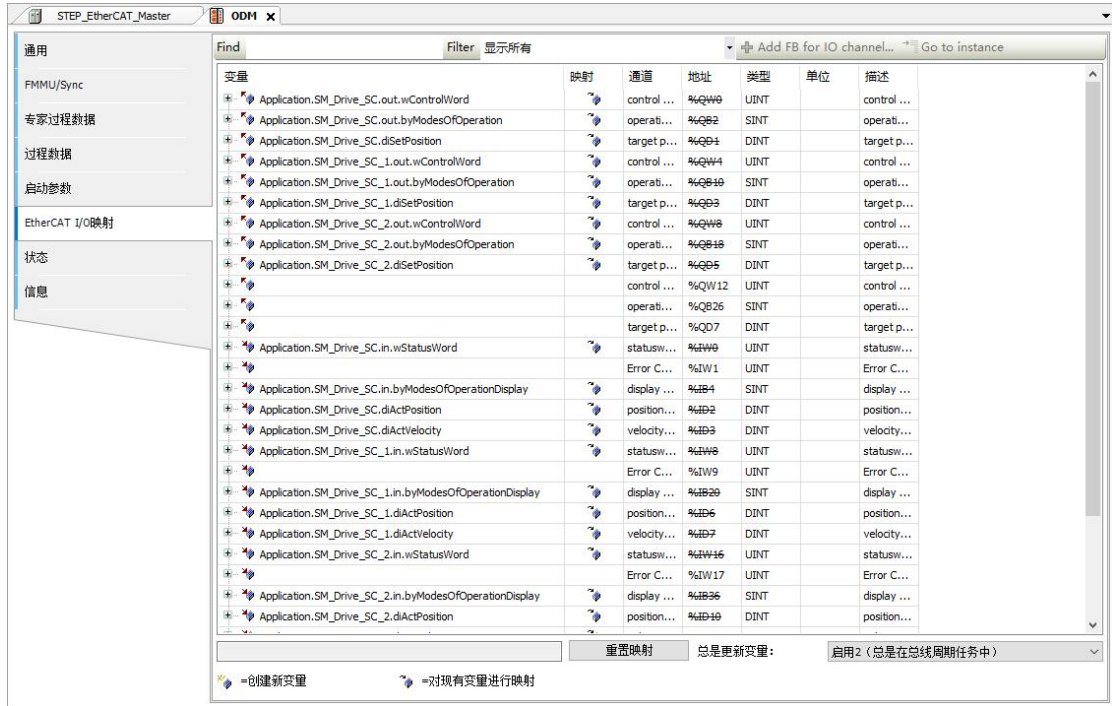 STEP_EtherCAT_Master
ODM
通用
FMMU/Sync
专家过程数据
过程数据
启动参数
EtherCAT I/O映射
状态
信息
Find Filter 显示所有 Add FB for IO channel... Go to instance
变量 映射 通道 地址 类型 单位 描述
Application.SM_Drive_SC.out.wControlWord control ... %QW0 UINT control ...
Application.SM_Drive_SC.out.byModesOfOperation operati... %QB2 SINT operati...
Application.SM_Drive_SC.diSetPosition target p... %QD1 DINT target p...
Application.SM_Drive_SC_1.out.wControlWord control ... %QW4 UINT control ...
Application.SM_Drive_SC_1.out.byModesOfOperation operati... %QB10 SINT operati...
Application.SM_Drive_SC_1.diSetPosition target p... %QD3 DINT target p...
Application.SM_Drive_SC_2.out.wControlWord control ... %QW8 UINT control ...
Application.SM_Drive_SC_2.out.byModesOfOperation operati... %QB18 SINT operati...
Application.SM_Drive_SC_2.diSetPosition target p... %QD5 DINT target p...
control ... %QW12 UINT control ...
operati... %QB26 SINT operati...
target p... %QD7 DINT target p...
Application.SM_Drive_SC.in.wStatusWord statusw... %IW0 UINT statusw...
Error C... %IW1 UINT Error C...
Application.SM_Drive_SC.in.byModesOfOperationDisplay display ... %IB4 SINT display ...
Application.SM_Drive_SC.diActPosition position... %ID2 DINT position...
Application.SM_Drive_SC.diActVelocity velocity... %ID3 DINT velocity...
Application.SM_Drive_SC_1.in.wStatusWord statusw... %IW8 UINT statusw...
Error C... %IW9 UINT Error C...
Application.SM_Drive_SC_1.in.byModesOfOperationDisplay display ... %IB20 SINT display ...
Application.SM_Drive_SC_1.diActPosition position... %ID6 DINT position...
Application.SM_Drive_SC_1.diActVelocity velocity... %ID7 DINT velocity...
Application.SM_Drive_SC_2.in.wStatusWord statusw... %IW16 UINT statusw...
Error C... %IW17 UINT Error C...
Application.SM_Drive_SC_2.in.byModesOfOperationDisplay display ... %IB36 SINT display ...
Application.SM_Drive_SC_2.diActPosition position... %ID10 DINT position...
重置映射 总是更新变量: 启用2（总是在总线周期任务中）
=创建新变量 =对现有变量进行映射